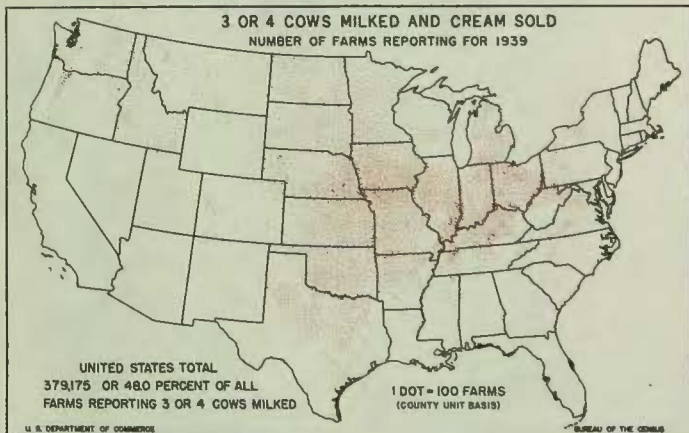 3 OR 4 COWS MILKED AND CREAM SOLD
NUMBER OF FARMS REPORTING FOR 1939
UNITED STATES TOTAL
379,175 OR 48.0 PERCENT OF ALL
FARMS REPORTING 3 OR 4 COWS MILKED
1 DOT = 100 FARMS
(COUNTY UNIT BASIS)
U. S. DEPARTMENT OF COMMERCE
BUREAU OF THE CENSUS